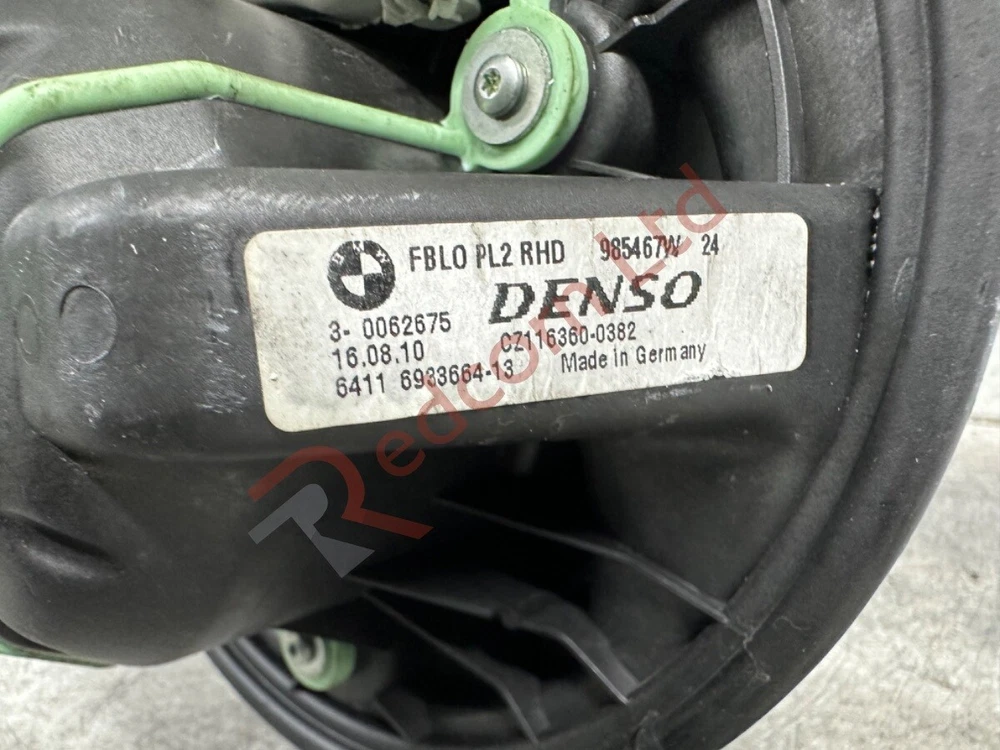 BMW FBLO PL2 RHD 985467W 24
DENSO
3- 0062675
CZ116360-0382
16.08.10
Made in Germany
6411 6933664-13
Redcom Ltd